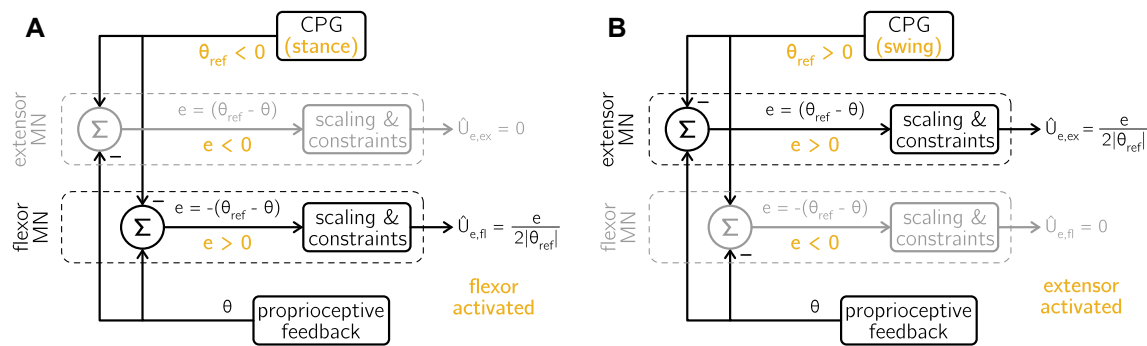 A
CPG
(stance)
θref < 0
extensor
MN
Σ
−
e = (θref - θ)
e < 0
scaling &
constraints
Ûe,ex = 0
flexor
MN
−
Σ
e = -(θref - θ)
e > 0
scaling &
constraints
Ûe,fl = e
2|θref|
θ
proprioceptive
feedback
flexor
activated
B
CPG
(swing)
θref > 0
extensor
MN
−
Σ
e = (θref - θ)
e > 0
scaling &
constraints
Ûe,ex = e
2|θref|
flexor
MN
Σ
−
e = -(θref - θ)
e < 0
scaling &
constraints
Ûe,fl = 0
θ
proprioceptive
feedback
extensor
activated